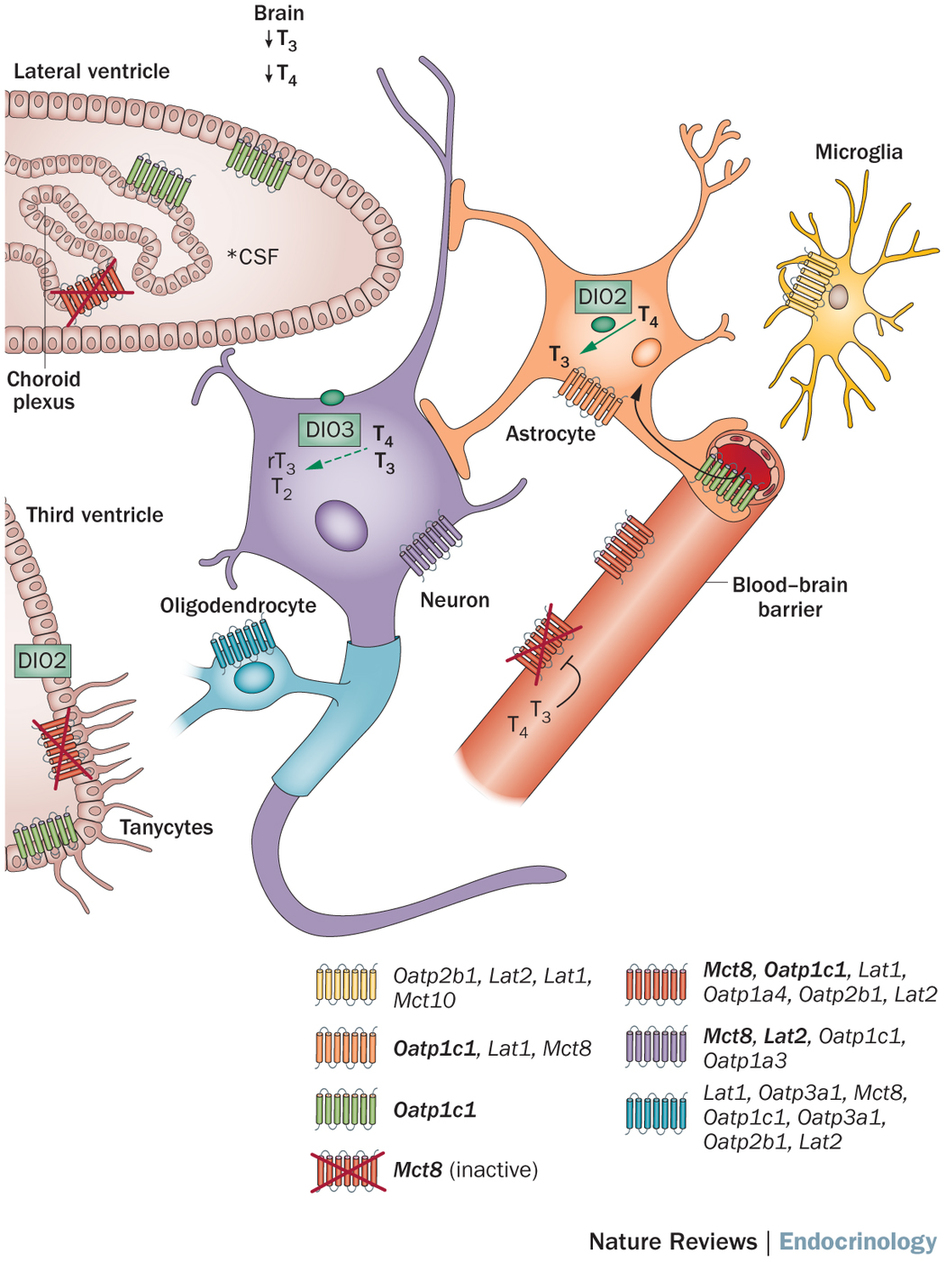 Brain
↓T3
↓T4
Lateral ventricle
*CSF
Choroid
plexus
Microglia
DIO2
T4
T3
Astrocyte
DIO3
T4
T3
rT3
T2
Third ventricle
Oligodendrocyte
Neuron
Blood–brain
barrier
DIO2
T3
T4
Tanycytes
Oatp2b1, Lat2, Lat1,
Mct10
Oatp1c1, Lat1, Mct8
Oatp1c1
Mct8 (inactive)
Mct8, Oatp1c1, Lat1,
Oatp1a4, Oatp2b1, Lat2
Mct8, Lat2, Oatp1c1,
Oatp1a3
Lat1, Oatp3a1, Mct8,
Oatp1c1, Oatp3a1,
Oatp2b1, Lat2
Nature Reviews | Endocrinology